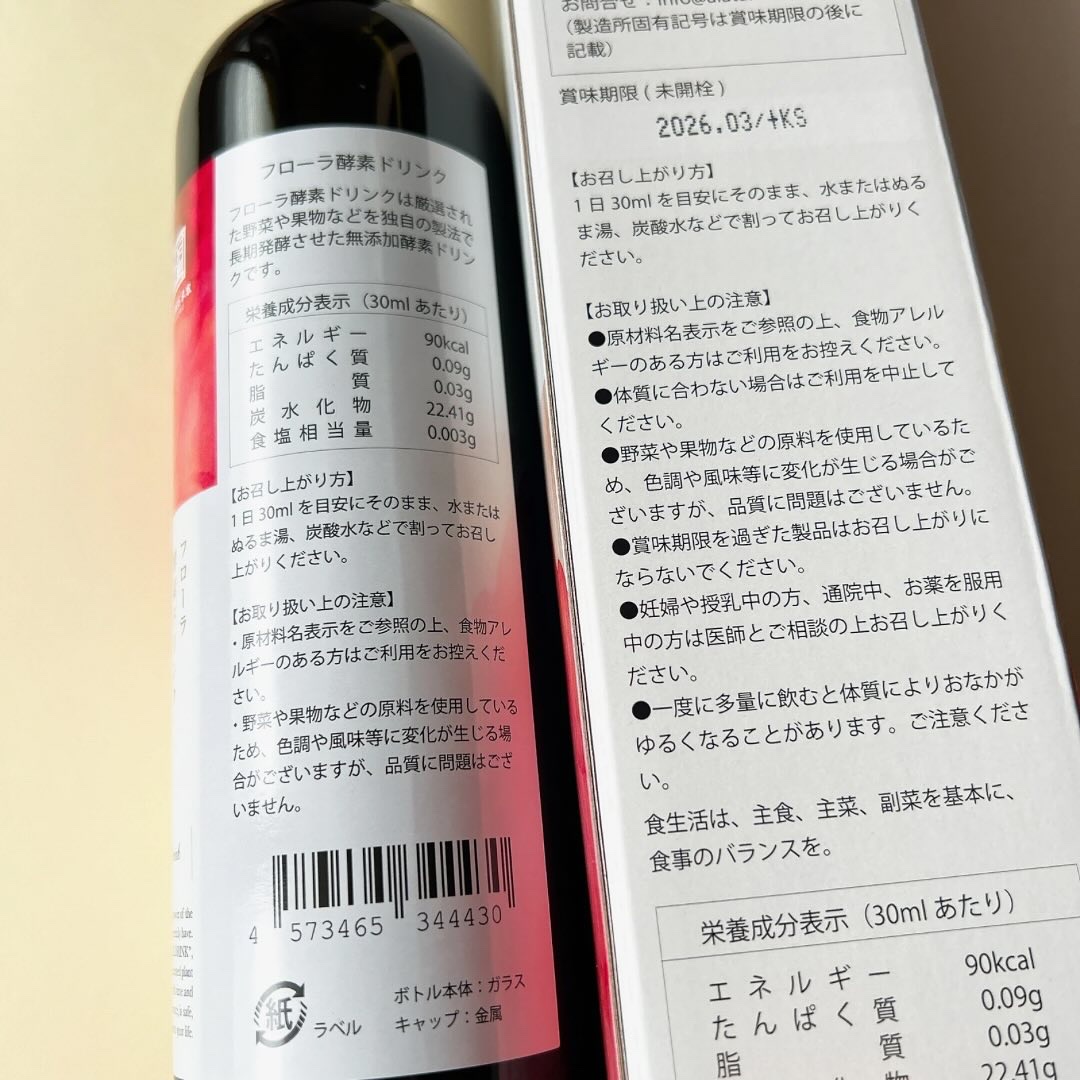 フローラ酵素ドリンク
フローラ酵素ドリンクは厳選され
た野菜や果物などを独自の製法で
長期発酵させた無添加酵素ドリン
クです。
栄養成分表示（30mlあたり）
エネルギー 90kcal
たんぱく質 0.09g
脂質 0.03g
炭水化物 22.41g
食塩相当量 0.003g
【お召し上がり方】
1日30mlを目安にそのまま、水または
ぬるま湯、炭酸水などで割ってお召し
上がりください。
【お取り扱い上の注意】
・原材料名表示をご参照の上、食物アレ
ルギーのある方はご利用をお控えくだ
さい。
・野菜や果物などの原料を使用している
ため、色調や風味等に変化が生じる場
合がございますが、品質に問題はござ
いません。
4 573465 344430
紙
ラベル
ボトル本体：ガラス
キャップ：金属
フローラ
お問合せ：
（製造所固有記号は賞味期限の後に
記載）
賞味期限(未開栓)
2026.03/+KS
【お召し上がり方】
1日30mlを目安にそのまま、水またはぬる
ま湯、炭酸水などで割ってお召し上がりく
ださい。
【お取り扱い上の注意】
●原材料名表示をご参照の上、食物アレル
ギーのある方はご利用をお控えください。
●体質に合わない場合はご利用を中止して
ください。
●野菜や果物などの原料を使用しているた
め、色調や風味等に変化が生じる場合がご
ざいますが、品質に問題はございません。
●賞味期限を過ぎた製品はお召し上がりに
ならないでください。
●妊婦や授乳中の方、通院中、お薬を服用
中の方は医師とご相談の上お召し上がりく
ださい。
●一度に多量に飲むと体質によりおなかが
ゆるくなることがあります。ご注意くださ
い。
食生活は、主食、主菜、副菜を基本に、
食事のバランスを。
栄養成分表示（30mlあたり）
エネルギー 90kcal
たんぱく質 0.09g
脂質 0.03g
22.41g